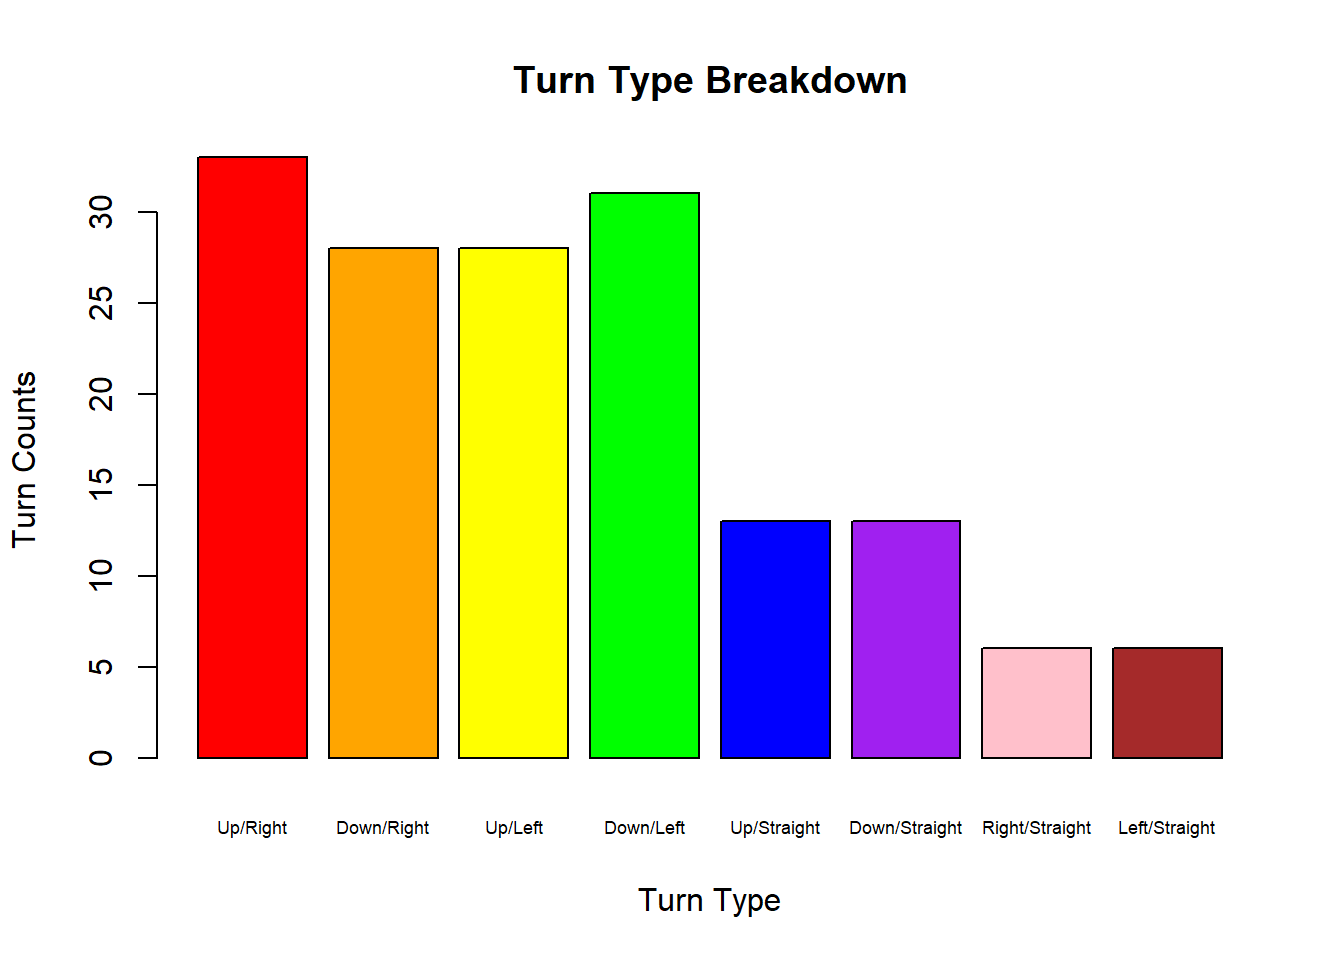 Turn Type Breakdown
Turn Counts
30
25
20
15
10
5
0
Up/Right Down/Right Up/Left Down/Left Up/Straight Down/Straight Right/Straight Left/Straight
Turn Type